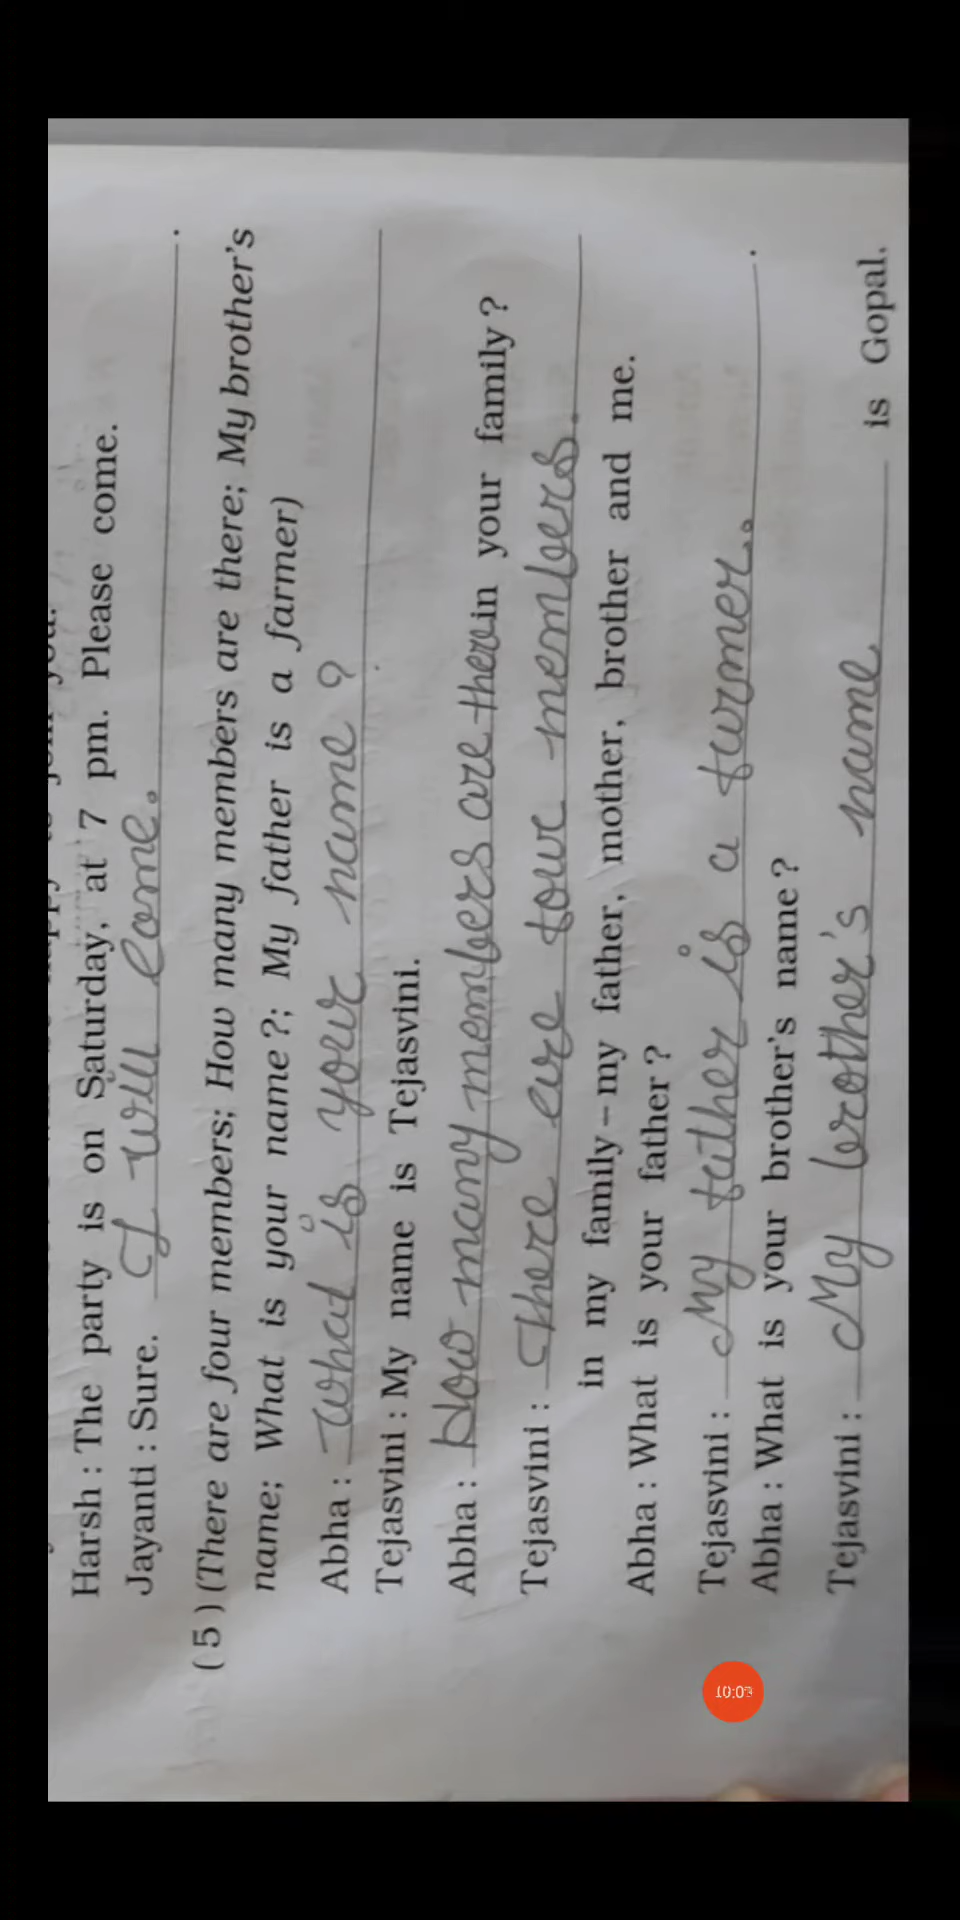 Harsh : The party is on Saturday, at 7 pm. Please come.
Jayanti : Sure. I will come.
( 5 ) (There are four members; How many members are there; My brother's
name; What is your name ?; My father is a farmer)
Abha : What is your name ?
Tejasvini : My name is Tejasvini.
Abha : How many members are there in your family ?
Tejasvini : There are four members.
in my family – my father, mother, brother and me.
Abha : What is your father ?
Tejasvini : My father is a farmer.
Abha : What is your brother's name ?
Tejasvini : My brother's name is Gopal.